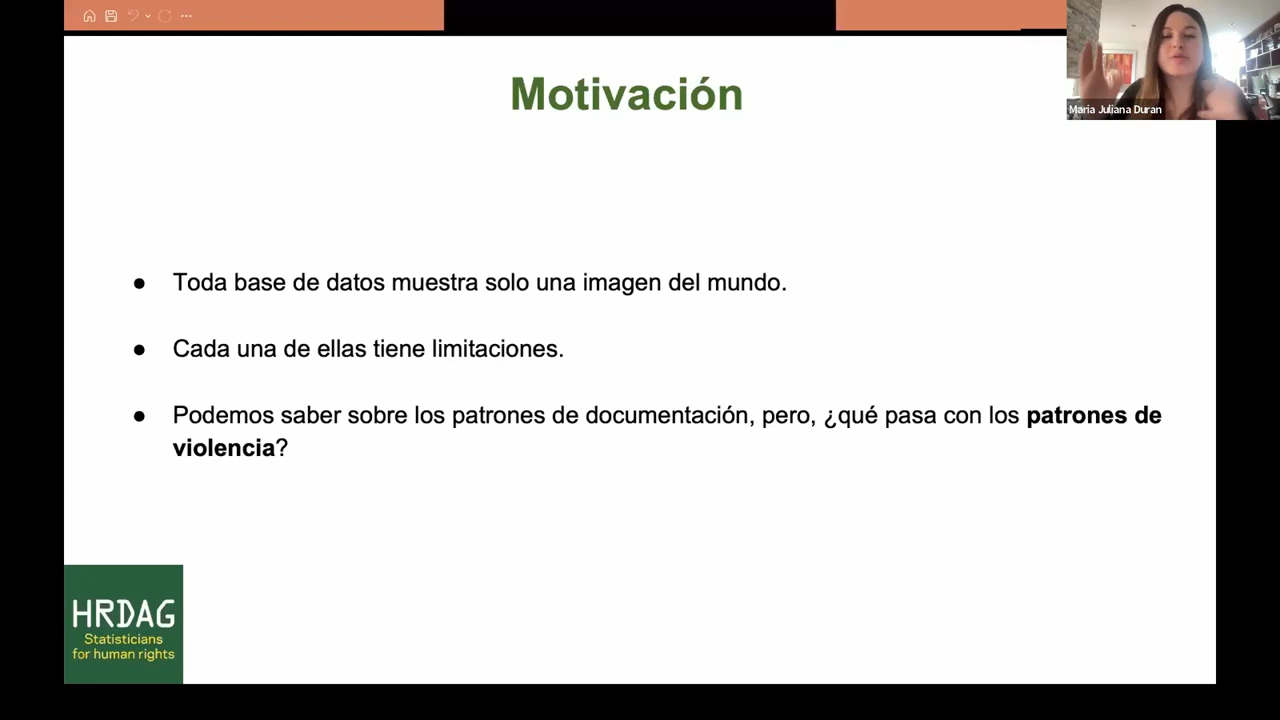 Maria Juliana Duran
Motivación
● Toda base de datos muestra solo una imagen del mundo.
● Cada una de ellas tiene limitaciones.
● Podemos saber sobre los patrones de documentación, pero, ¿qué pasa con los patrones de
violencia?
HRDAG
Statisticians
for human rights